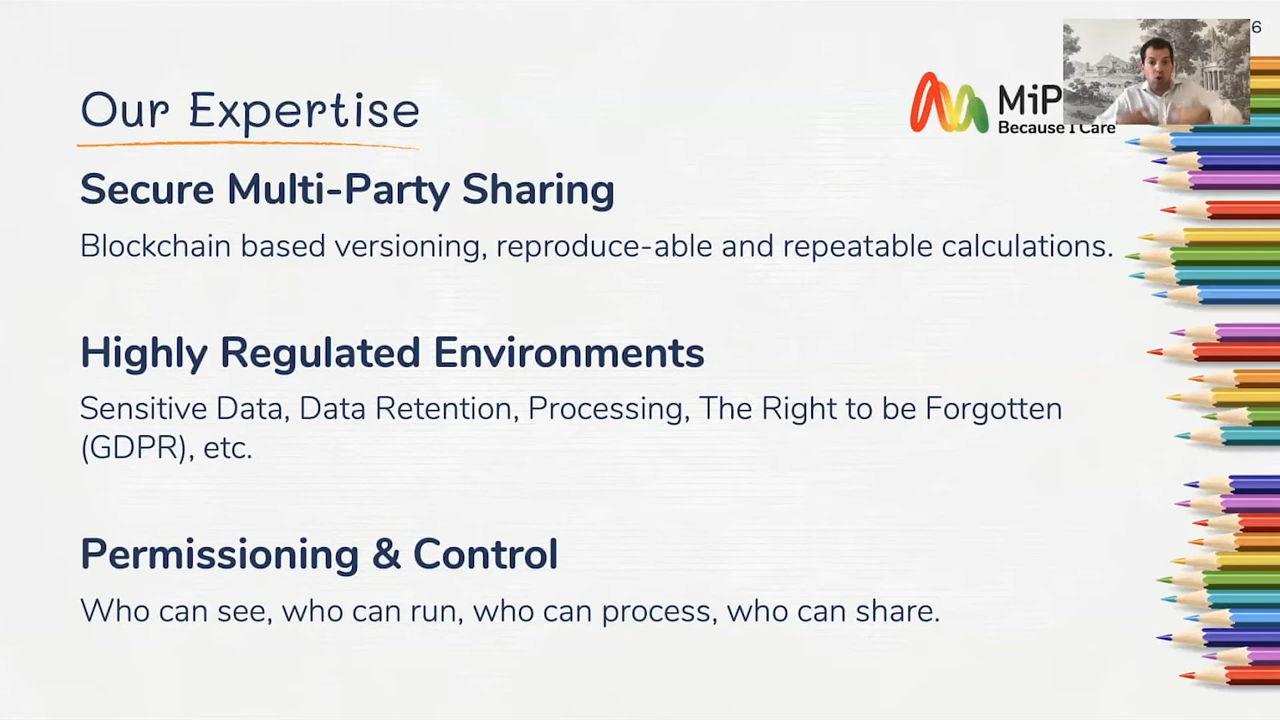 6
Our Expertise
MiP
Because I Care
Secure Multi-Party Sharing
Blockchain based versioning, reproduce-able and repeatable calculations.
Highly Regulated Environments
Sensitive Data, Data Retention, Processing, The Right to be Forgotten
(GDPR), etc.
Permissioning & Control
Who can see, who can run, who can process, who can share.